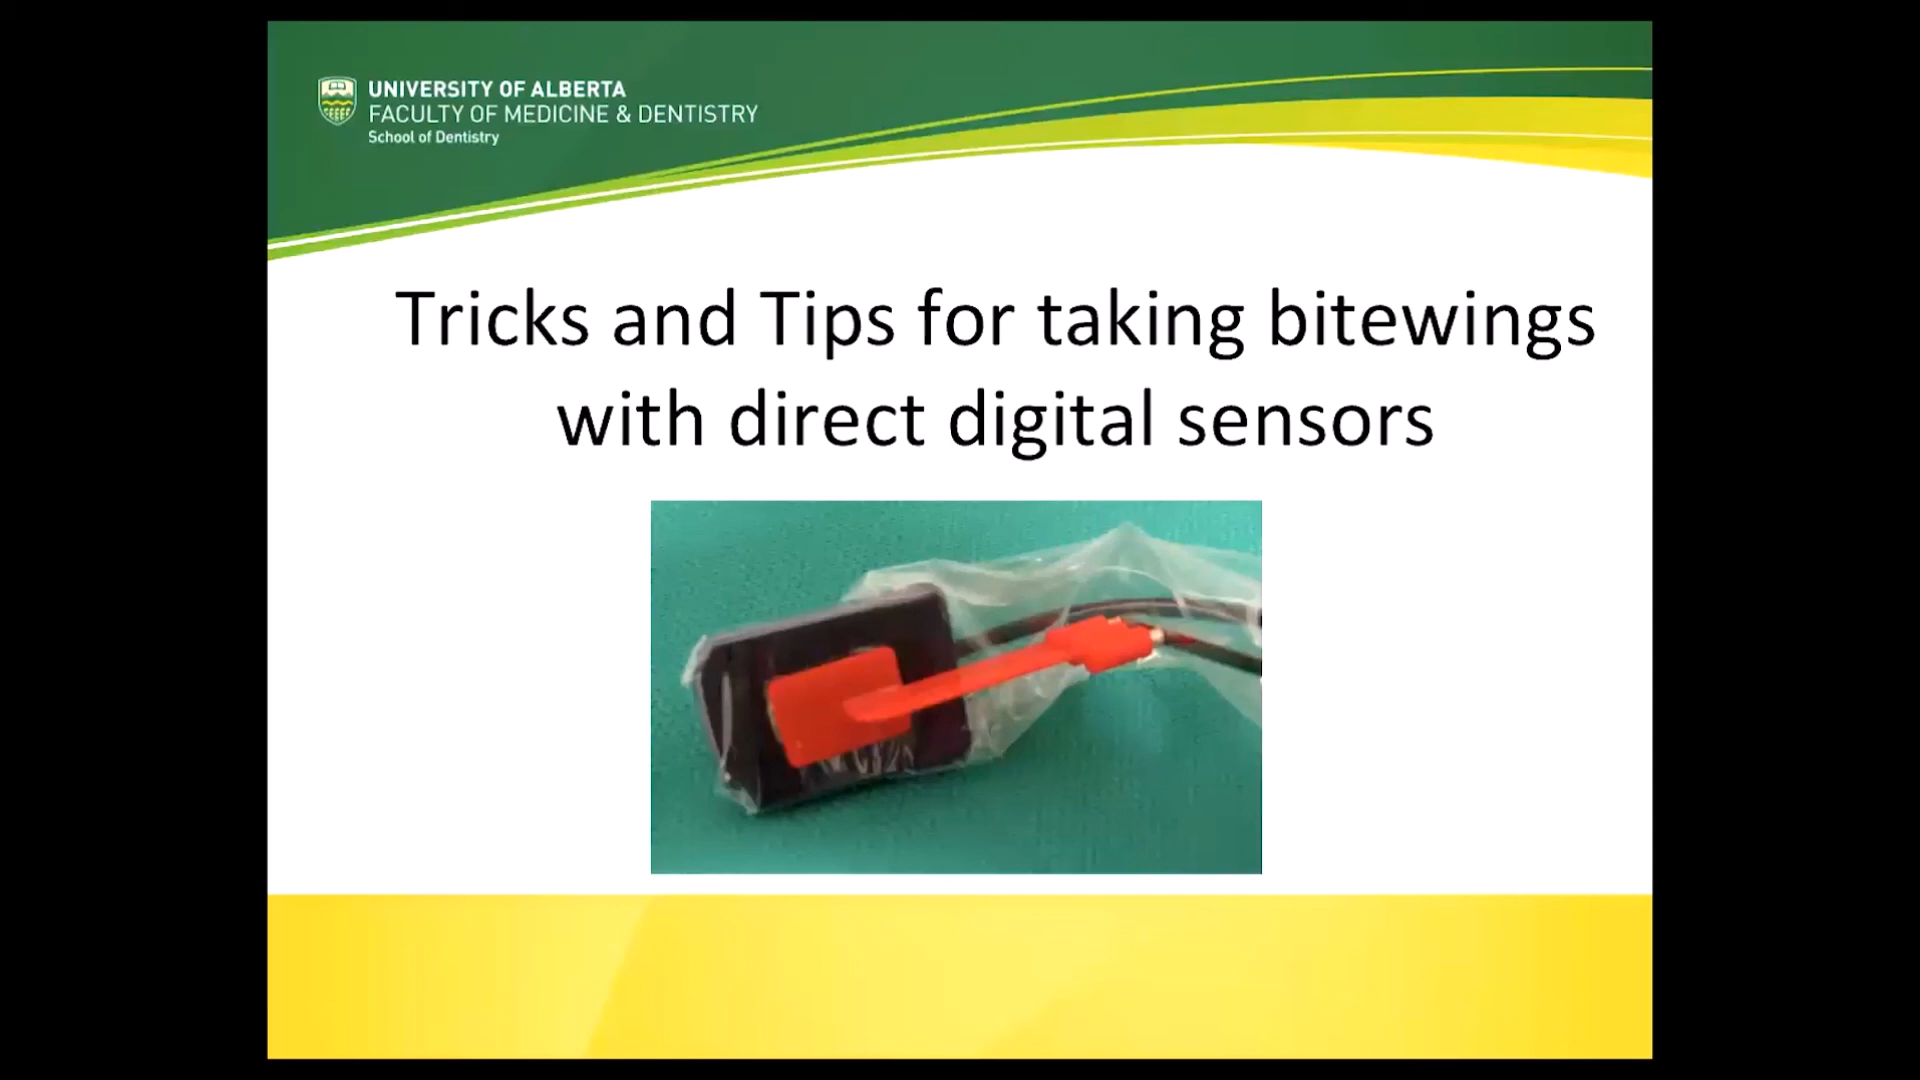 UNIVERSITY OF ALBERTA
FACULTY OF MEDICINE & DENTISTRY
School of Dentistry
Tricks and Tips for taking bitewings
with direct digital sensors